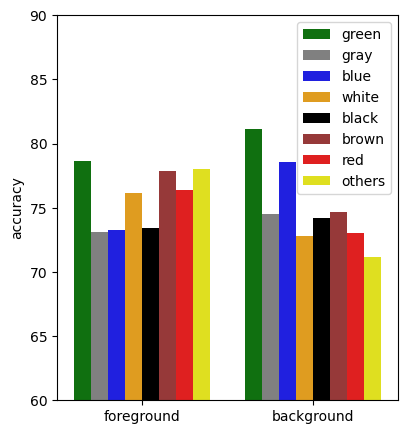 90
85
80
75
70
65
60
accuracy
foreground
background
green
gray
blue
white
black
brown
red
others